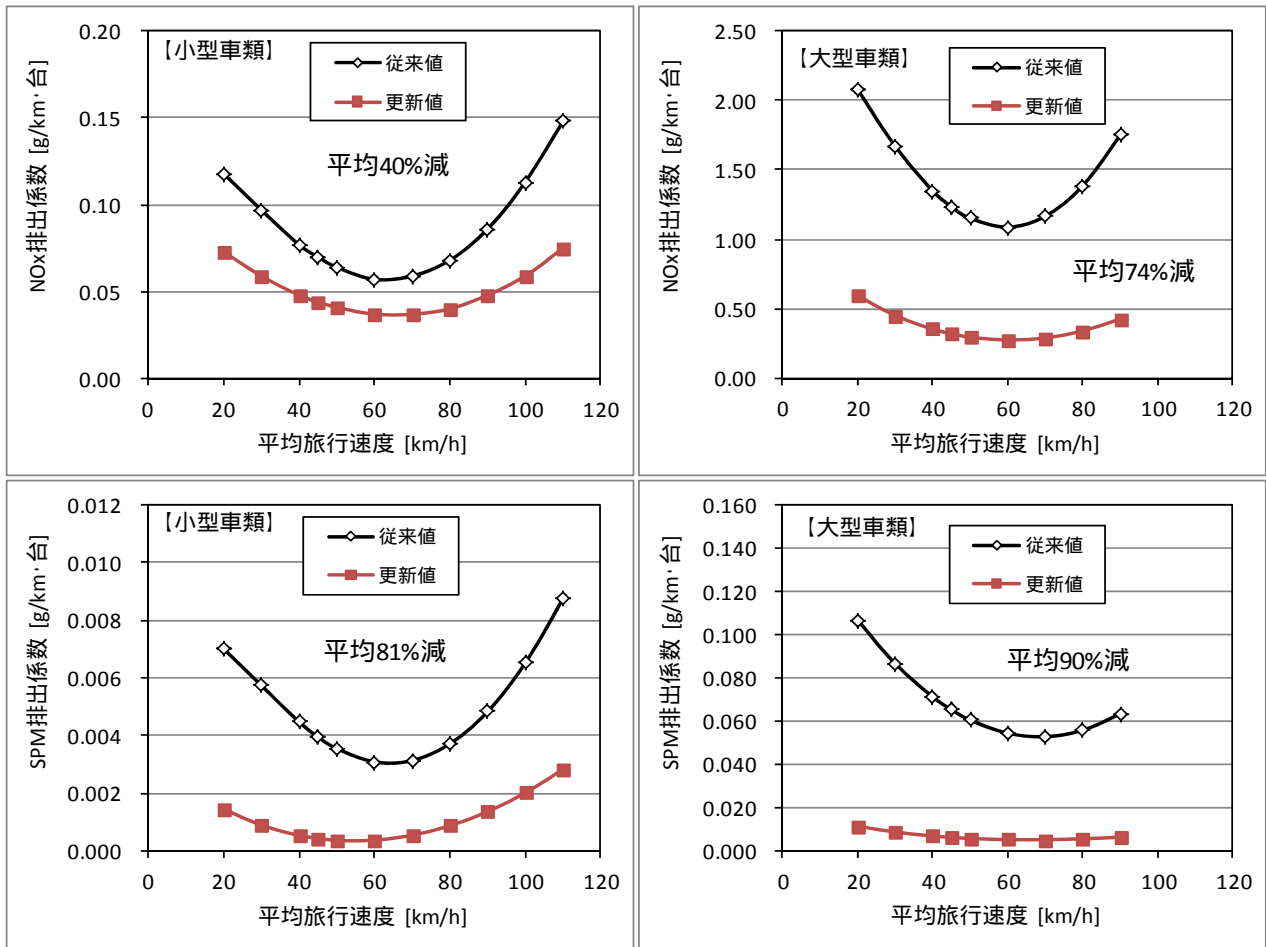 【小型車類】
従来値
更新値
平均40%減
NOx排出係数 [g/km·台]
0.20
0.15
0.10
0.05
0.00
0 20 40 60 80 100 120
平均旅行速度 [km/h]
【大型車類】
従来値
更新値
平均74%減
NOx排出係数 [g/km·台]
2.50
2.00
1.50
1.00
0.50
0.00
0 20 40 60 80 100 120
平均旅行速度 [km/h]
【小型車類】
従来値
更新値
平均81%減
SPM排出係数 [g/km·台]
0.012
0.010
0.008
0.006
0.004
0.002
0.000
0 20 40 60 80 100 120
平均旅行速度 [km/h]
【大型車類】
従来値
更新値
平均90%減
SPM排出係数 [g/km·台]
0.160
0.140
0.120
0.100
0.080
0.060
0.040
0.020
0.000
0 20 40 60 80 100 120
平均旅行速度 [km/h]